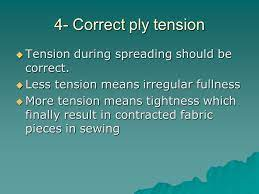 4- Correct ply tension
Tension during spreading should be
correct.
Less tension means irregular fullness
More tension means tightness which
finally result in contracted fabric
pieces in sewing